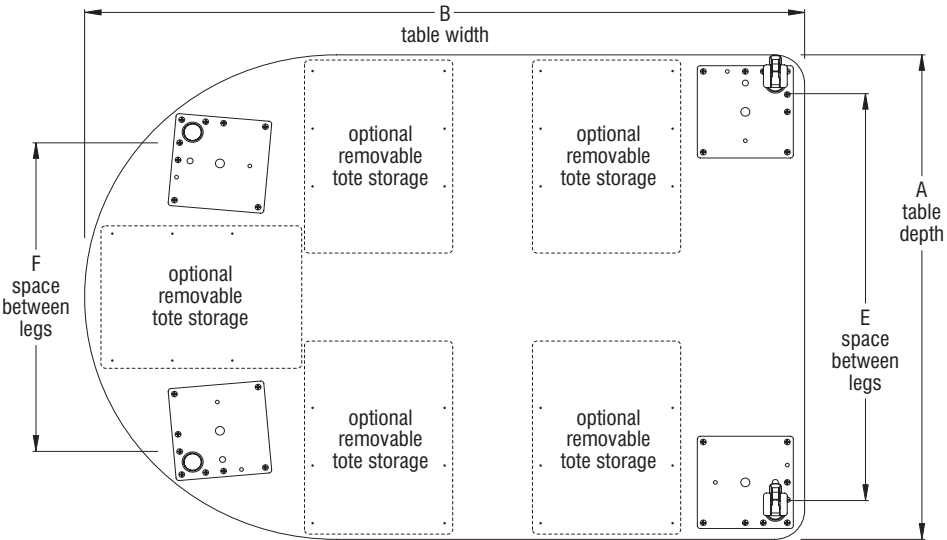 B
table width
optional
removable
tote storage
optional
removable
tote storage
A
table
depth
F
space
between
legs
optional
removable
tote storage
E
space
between
legs
optional
removable
tote storage
optional
removable
tote storage